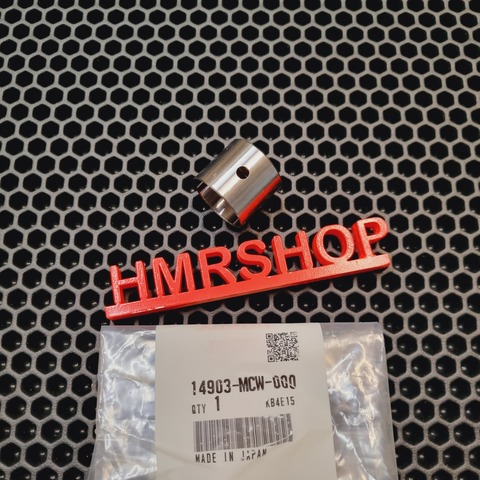 HMRSHOP
14903-MCW-000
QTY 1 KB4E15
MADE IN JAPAN